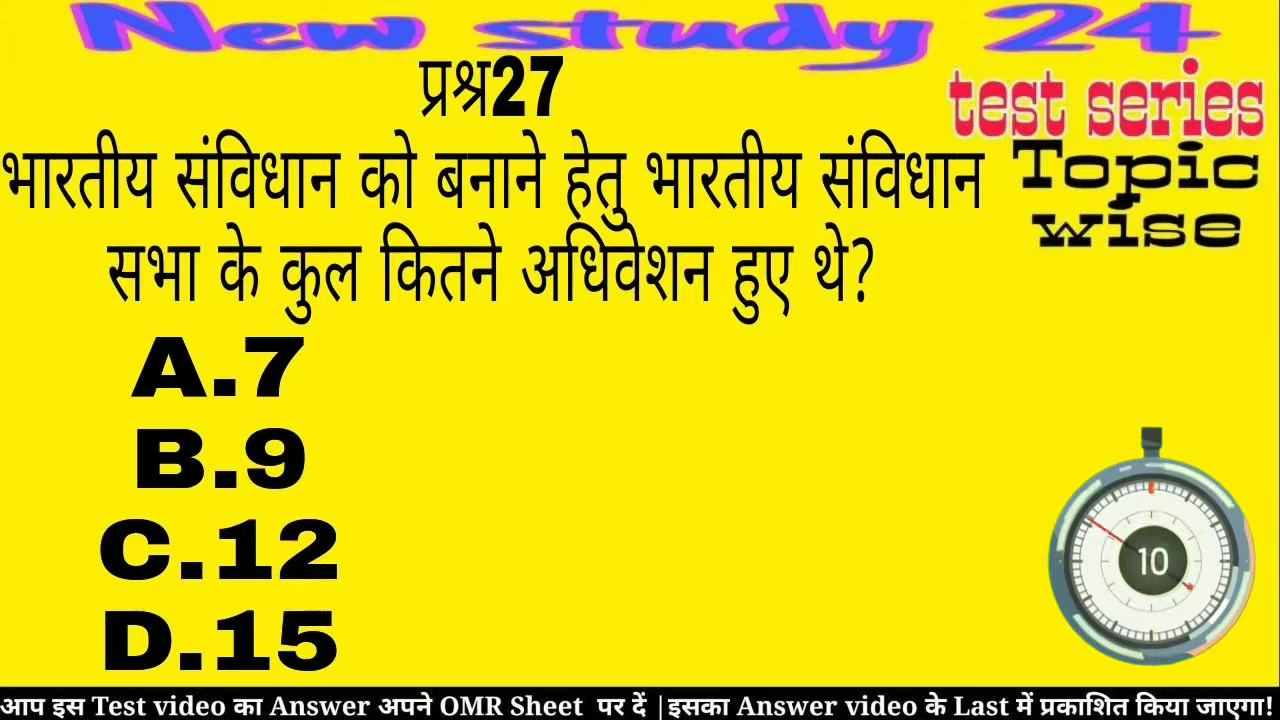 New study 24
test series
Topic
wise
प्रश्न27
भारतीय संविधान को बनाने हेतु भारतीय संविधान
सभा के कुल कितने अधिवेशन हुए थे?
A.7
B.9
C.12
D.15
10
आप इस Test video का Answer अपने OMR Sheet पर दें |इसका Answer video के Last में प्रकाशित किया जाएगा!